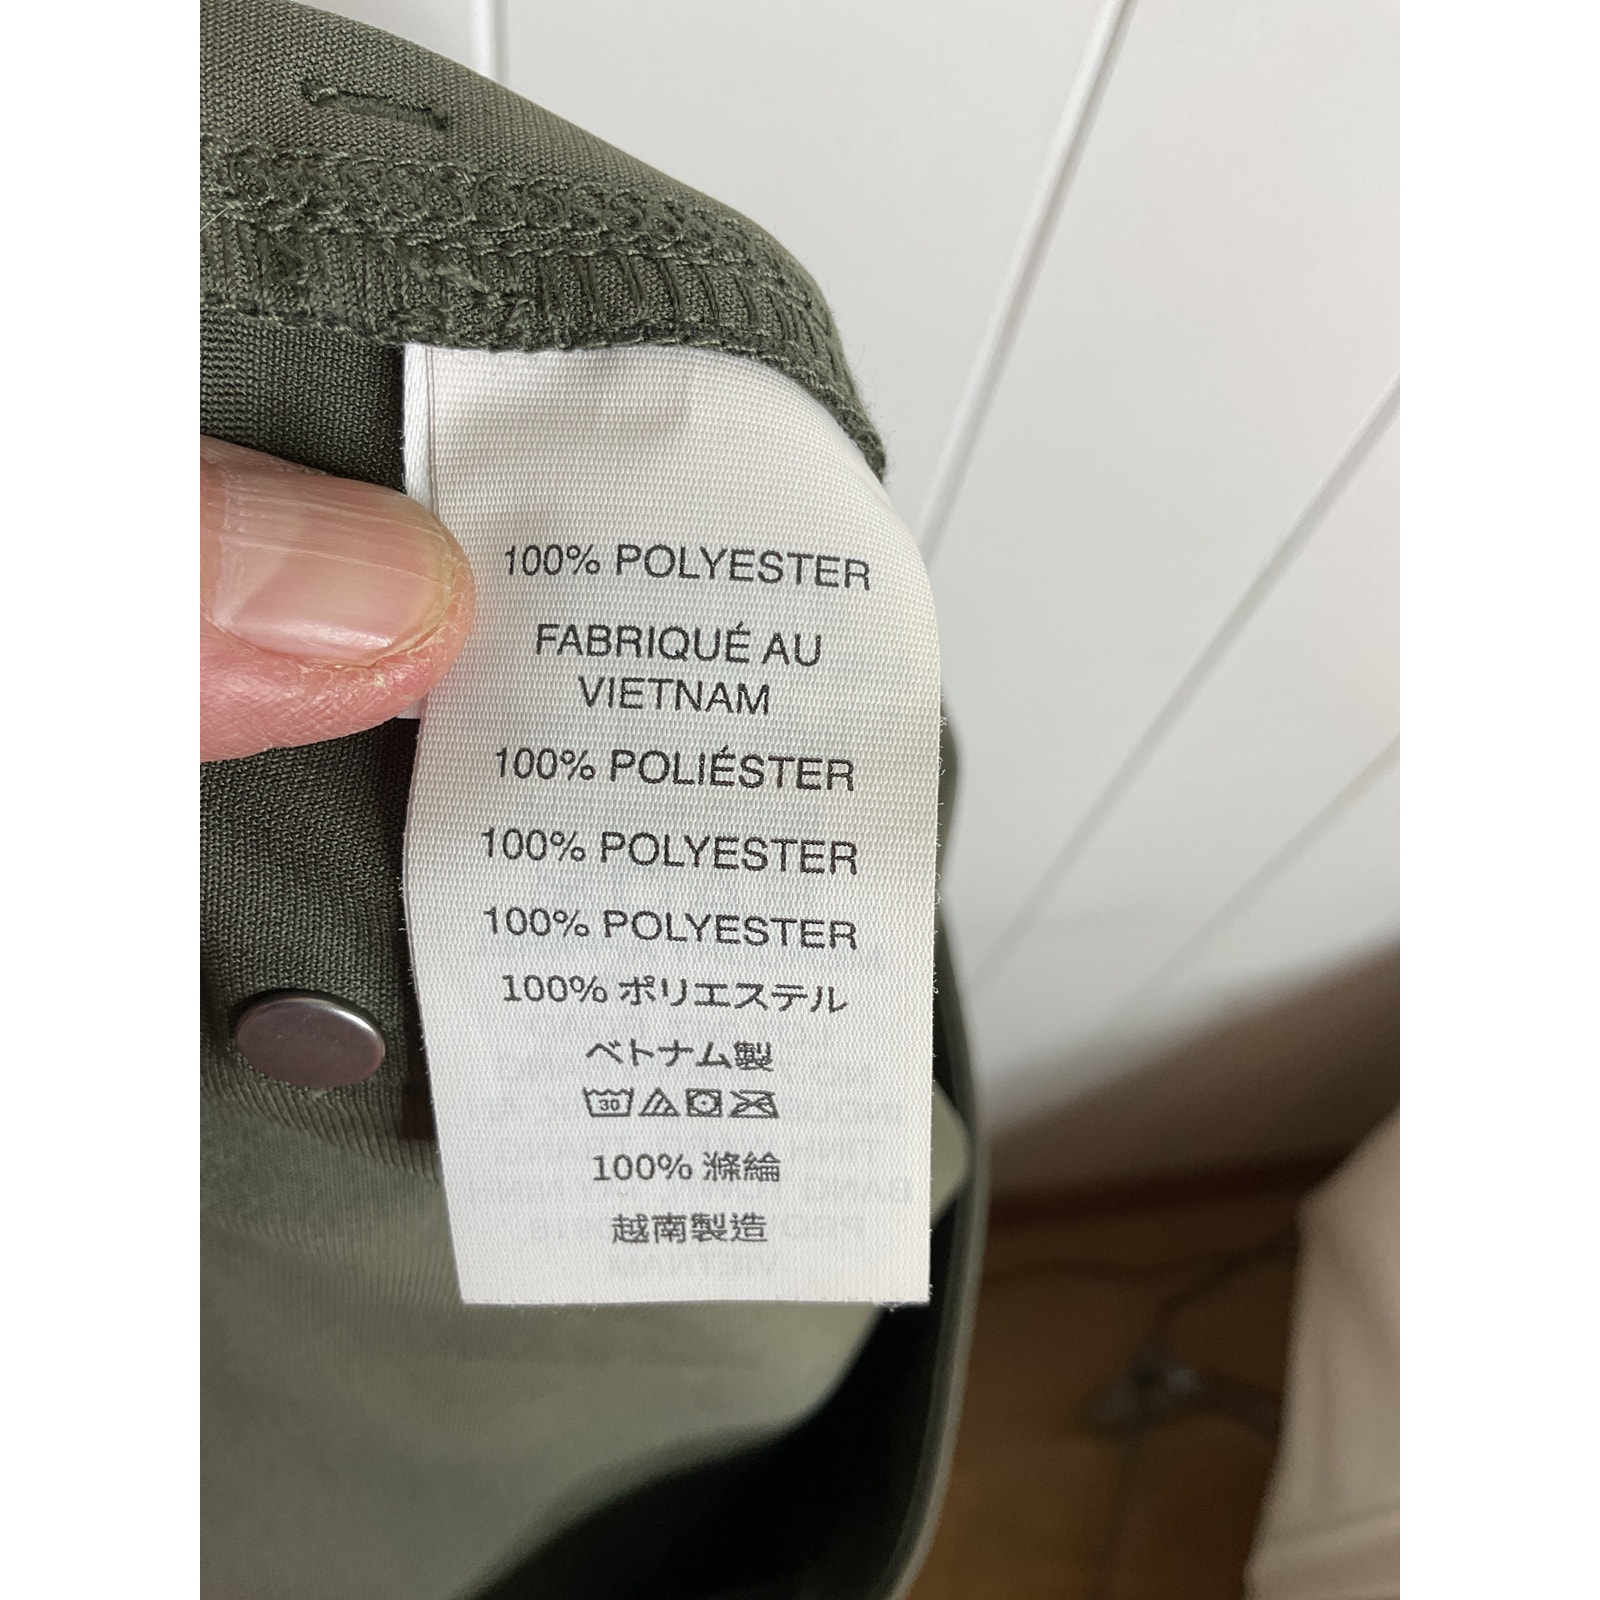 100% POLYESTER
FABRIQUÉ AU
VIETNAM
100% POLIÉSTER
100% POLYESTER
100% POLYESTER
100% ポリエステル
ベトナム製
30
100% 滌綸
越南製造